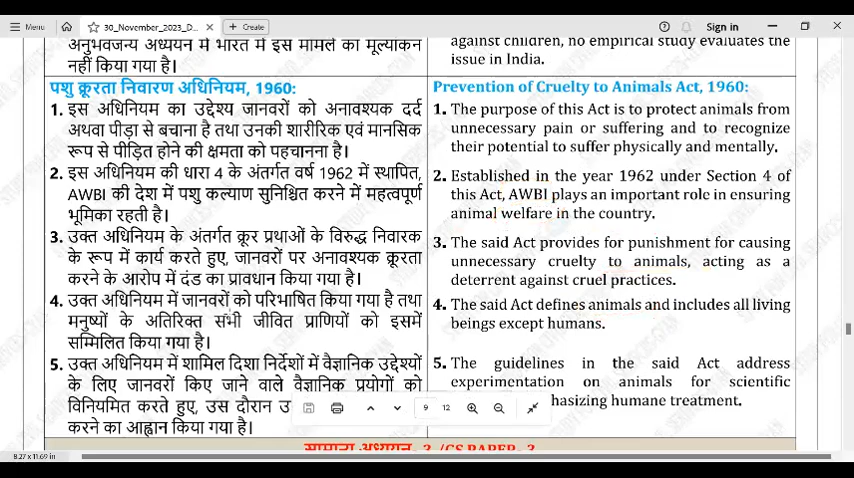 Menu
30_November_2023_D...
Create
Sign in
अनुभवजन्य अध्ययन में भारत में इस मामले का मूल्यांकन
नहीं किया गया है।
against children, no empirical study evaluates the
issue in India.
पशु क्रूरता निवारण अधिनियम, 1960:
1. इस अधिनियम का उद्देश्य जानवरों को अनावश्यक दर्द
अथवा पीड़ा से बचाना है तथा उनकी शारीरिक एवं मानसिक
रूप से पीड़ित होने की क्षमता को पहचानना है।
2. इस अधिनियम की धारा 4 के अंतर्गत वर्ष 1962 में स्थापित,
AWBI की देश में पशु कल्याण सुनिश्चित करने में महत्वपूर्ण
भूमिका रहती है।
3. उक्त अधिनियम के अंतर्गत क्रूर प्रथाओं के विरुद्ध निवारक
के रूप में कार्य करते हुए, जानवरों पर अनावश्यक क्रूरता
करने के आरोप में दंड का प्रावधान किया गया है।
4. उक्त अधिनियम में जानवरों को परिभाषित किया गया है तथा
मनुष्यों के अतिरिक्त सभी जीवित प्राणियों को इसमें
सम्मिलित किया गया है।
5. उक्त अधिनियम में शामिल दिशा निर्देशों में वैज्ञानिक उद्देश्यों
के लिए जानवरों किए जाने वाले वैज्ञानिक प्रयोगों को
विनियमित करते हुए, उस दौरान उ
करने का आह्वान किया गया है।
Prevention of Cruelty to Animals Act, 1960:
1. The purpose of this Act is to protect animals from
unnecessary pain or suffering and to recognize
their potential to suffer physically and mentally.
2. Established in the year 1962 under Section 4 of
this Act, AWBI plays an important role in ensuring
animal welfare in the country.
3. The said Act provides for punishment for causing
unnecessary cruelty to animals, acting as a
deterrent against cruel practices.
4. The said Act defines animals and includes all living
beings except humans.
5. The guidelines in the said Act address
experimentation on animals for scientific
hasizing humane treatment.
9 12
सामान्य अध्ययन- 3 /GS PAPER- 3
8.27 x 11.69 in